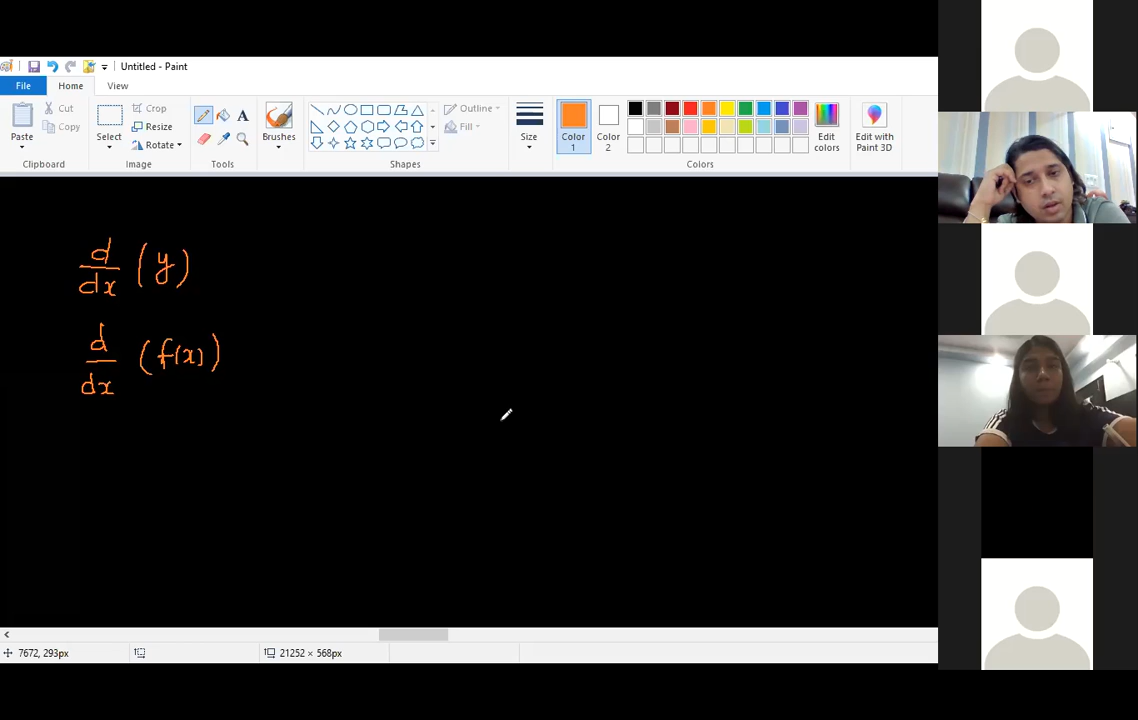 Untitled - Paint
File Home View
Paste
Cut
Copy
Clipboard
Select
Crop
Resize
Rotate
Image
Tools
Brushes
Shapes
Outline
Fill
Size
Color 1
Color 2
Edit colors
Colors
Edit with Paint 3D
d/dx (y)
d/dx (f(x))
7672, 293px
21252 × 568px